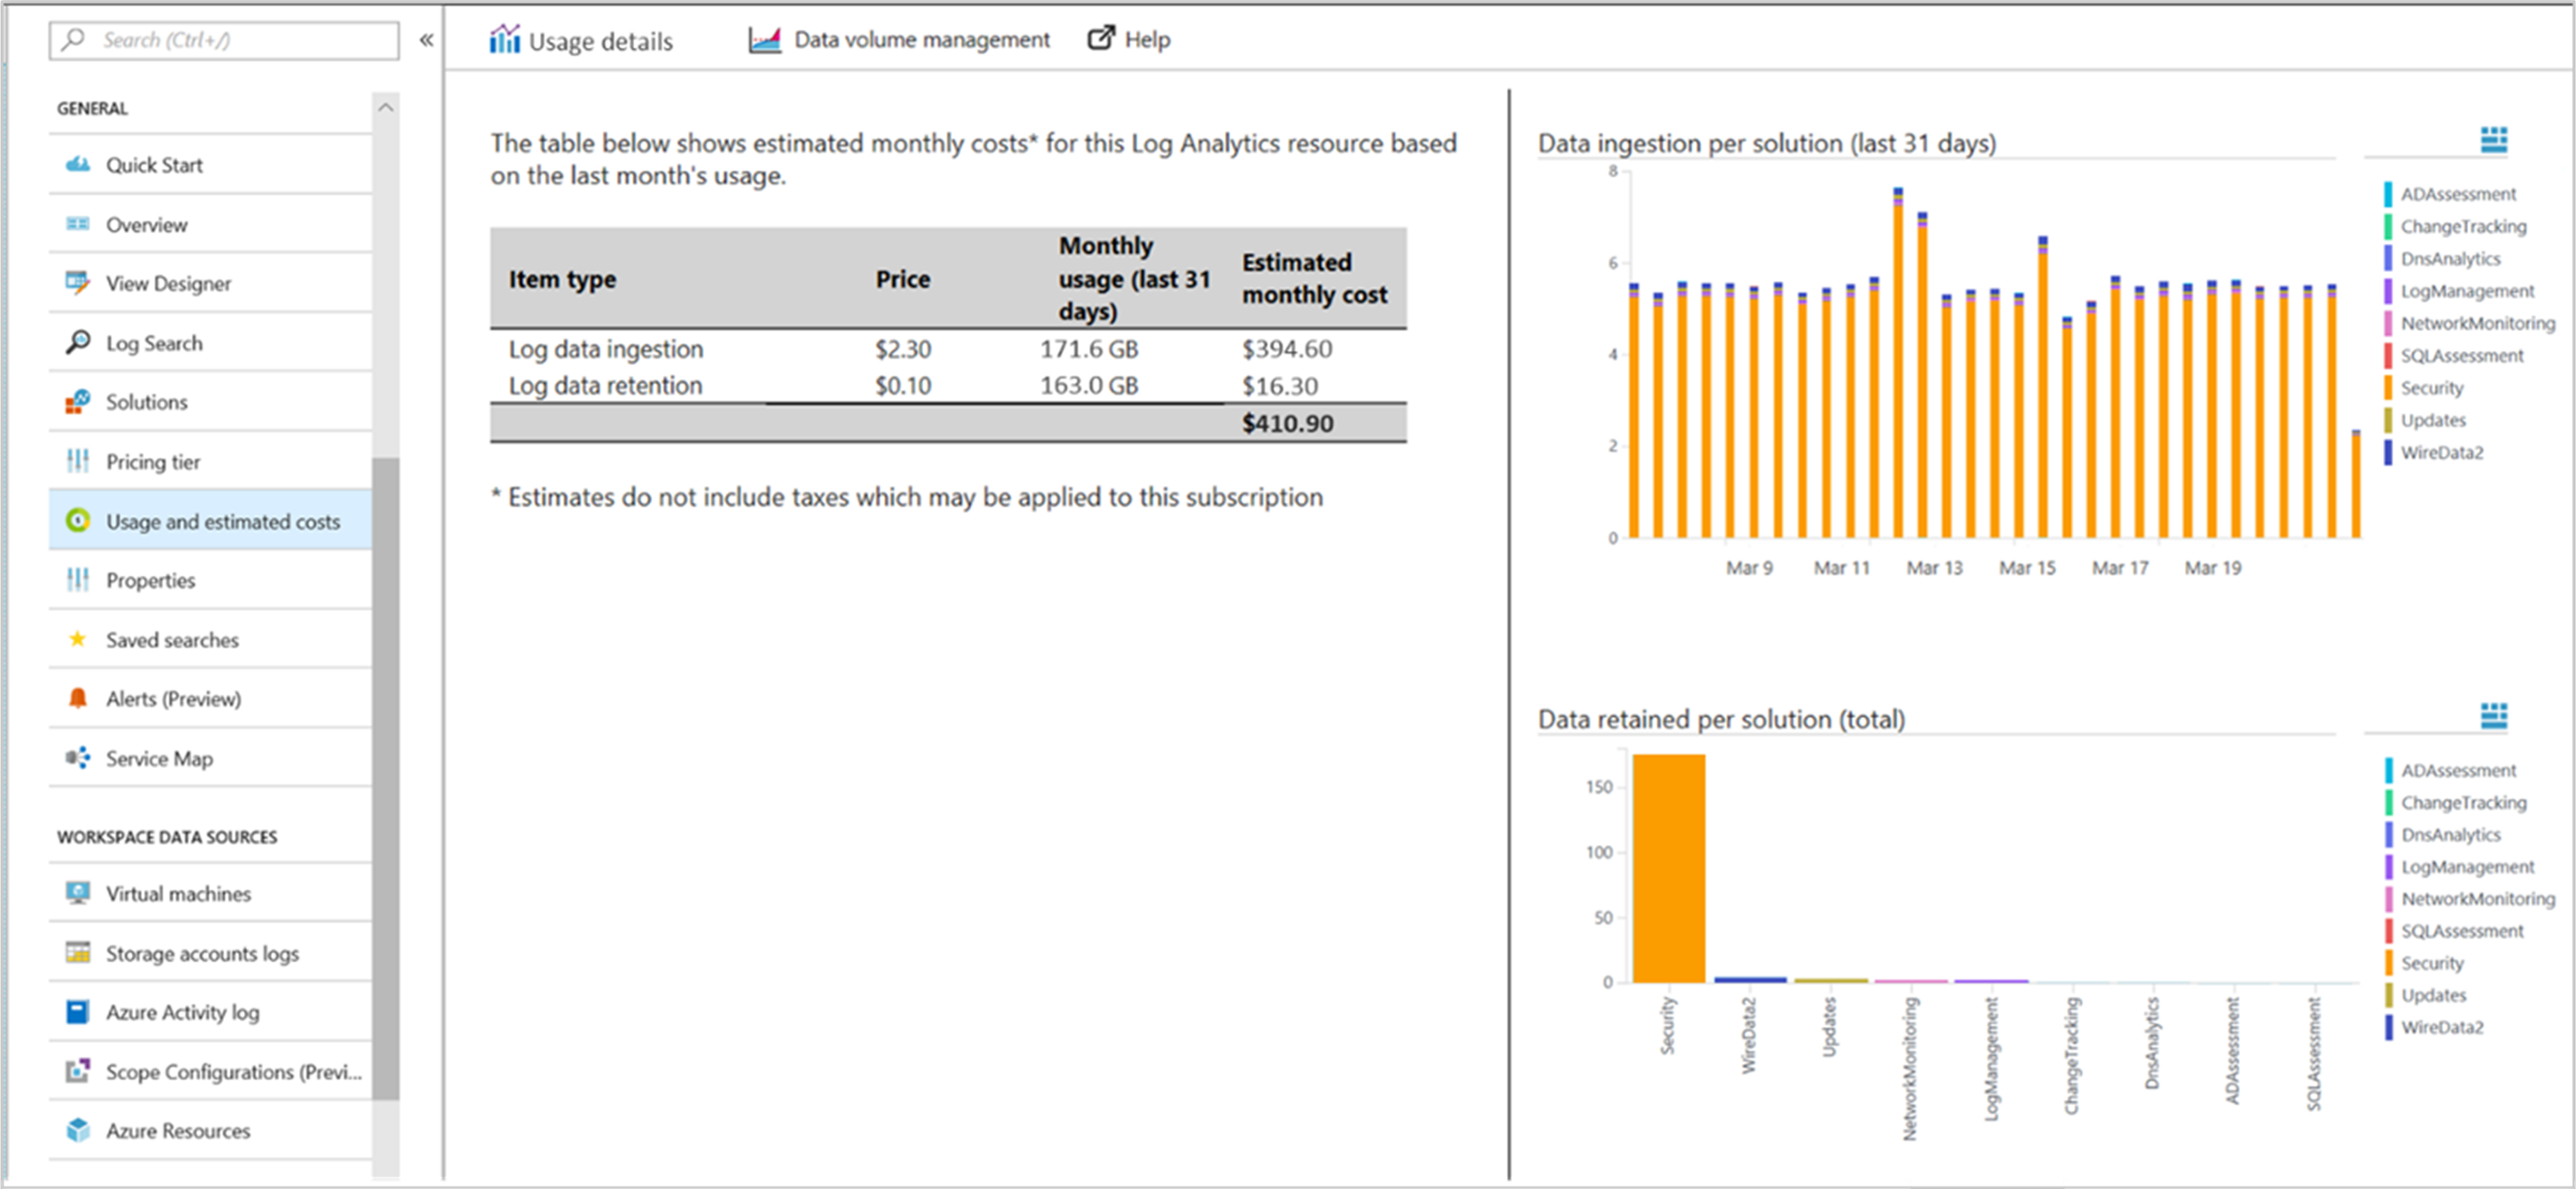 Search (Ctrl+/)
«
GENERAL
Quick Start
Overview
View Designer
Log Search
Solutions
Pricing tier
Usage and estimated costs
Properties
Saved searches
Alerts (Preview)
Service Map
WORKSPACE DATA SOURCES
Virtual machines
Storage accounts logs
Azure Activity log
Scope Configurations (Previ...
Azure Resources
Usage details
Data volume management
Help
The table below shows estimated monthly costs* for this Log Analytics resource based
on the last month's usage.
Item type
Price
Monthly
usage (last 31
days)
Estimated
monthly cost
Log data ingestion $2.30 171.6 GB $394.60
Log data retention $0.10 163.0 GB $16.30
$410.90
* Estimates do not include taxes which may be applied to this subscription
Data ingestion per solution (last 31 days)
8
6
4
2
0
Mar 9 Mar 11 Mar 13 Mar 15 Mar 17 Mar 19
ADAssessment
ChangeTracking
DnsAnalytics
LogManagement
NetworkMonitoring
SQLAssessment
Security
Updates
WireData2
Data retained per solution (total)
150
100
50
0
Security
WireData2
Updates
NetworkMonitoring
LogManagement
ChangeTracking
DnsAnalytics
ADAssessment
SQLAssessment
ADAssessment
ChangeTracking
DnsAnalytics
LogManagement
NetworkMonitoring
SQLAssessment
Security
Updates
WireData2